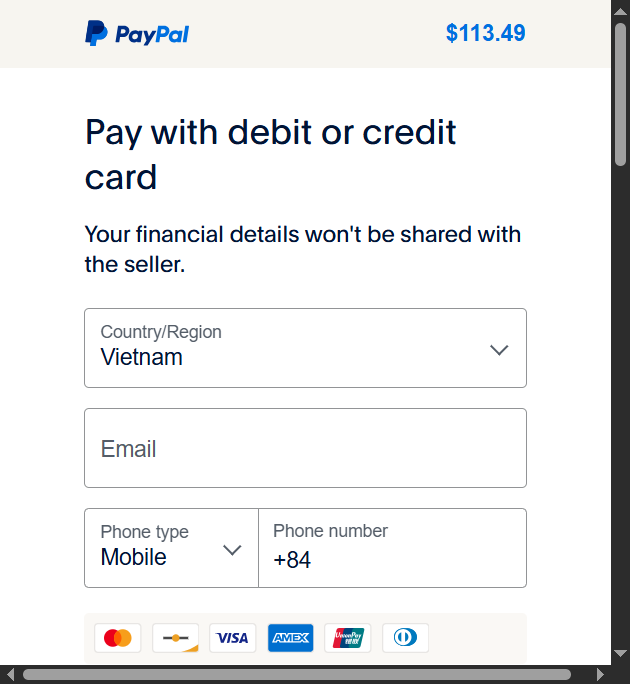 PayPal
$113.49
Pay with debit or credit
card
Your financial details won't be shared with
the seller.
Country/Region
Vietnam
Email
Phone type
Mobile
Phone number
+84
VISA
AMEX
UnionPay
银联